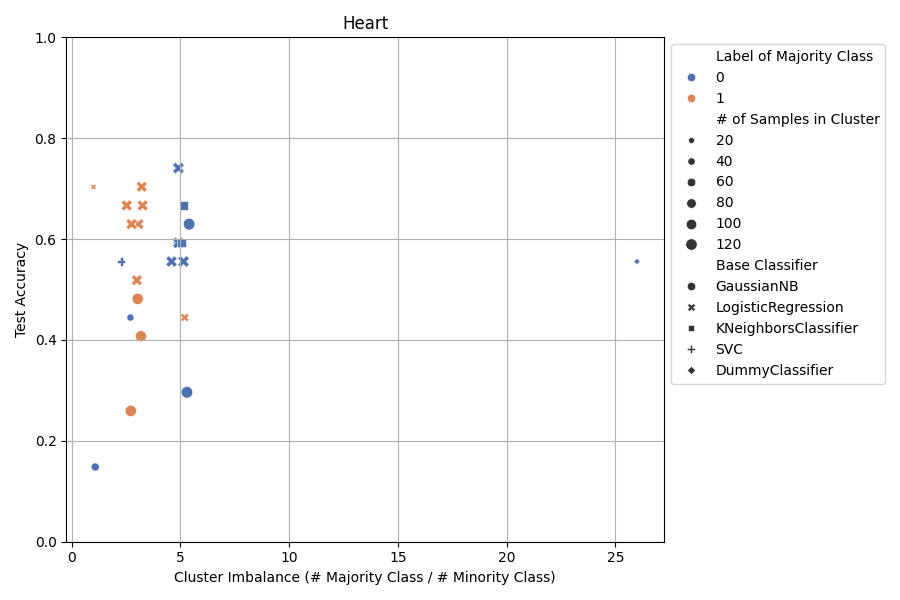 Heart
Test Accuracy
1.0
0.8
0.6
0.4
0.2
0.0
0
5
10
15
20
25
Cluster Imbalance (# Majority Class / # Minority Class)
Label of Majority Class
0
1
# of Samples in Cluster
20
40
60
80
100
120
Base Classifier
GaussianNB
LogisticRegression
KNeighborsClassifier
SVC
DummyClassifier